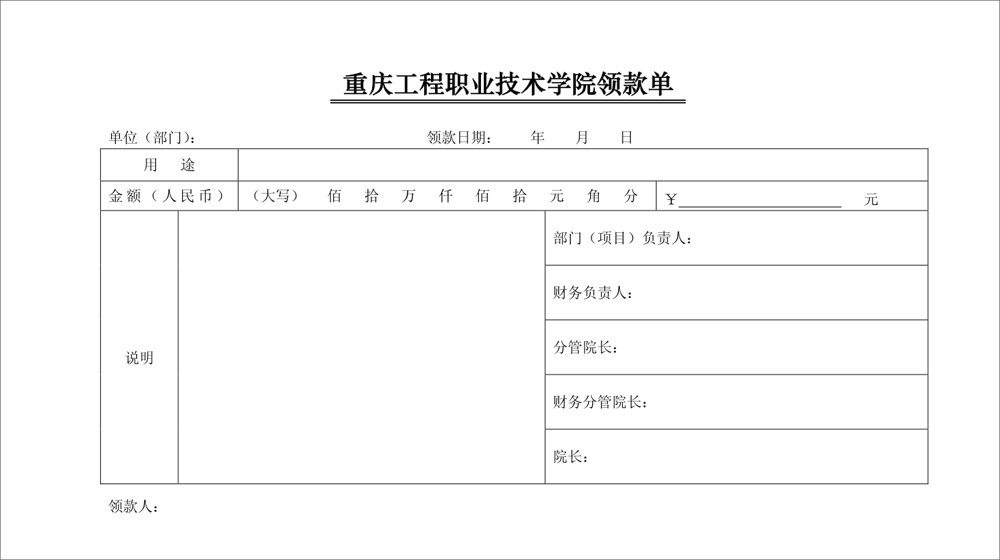 重庆工程职业技术学院领款单
单位（部门）： 领款日期： 年 月 日
用 途
金额（人民币） （大写） 佰 拾 万 仟 佰 拾 元 角 分 ￥ 元
部门（项目）负责人：
财务负责人：
分管院长：
说明
财务分管院长：
院长：
领款人：